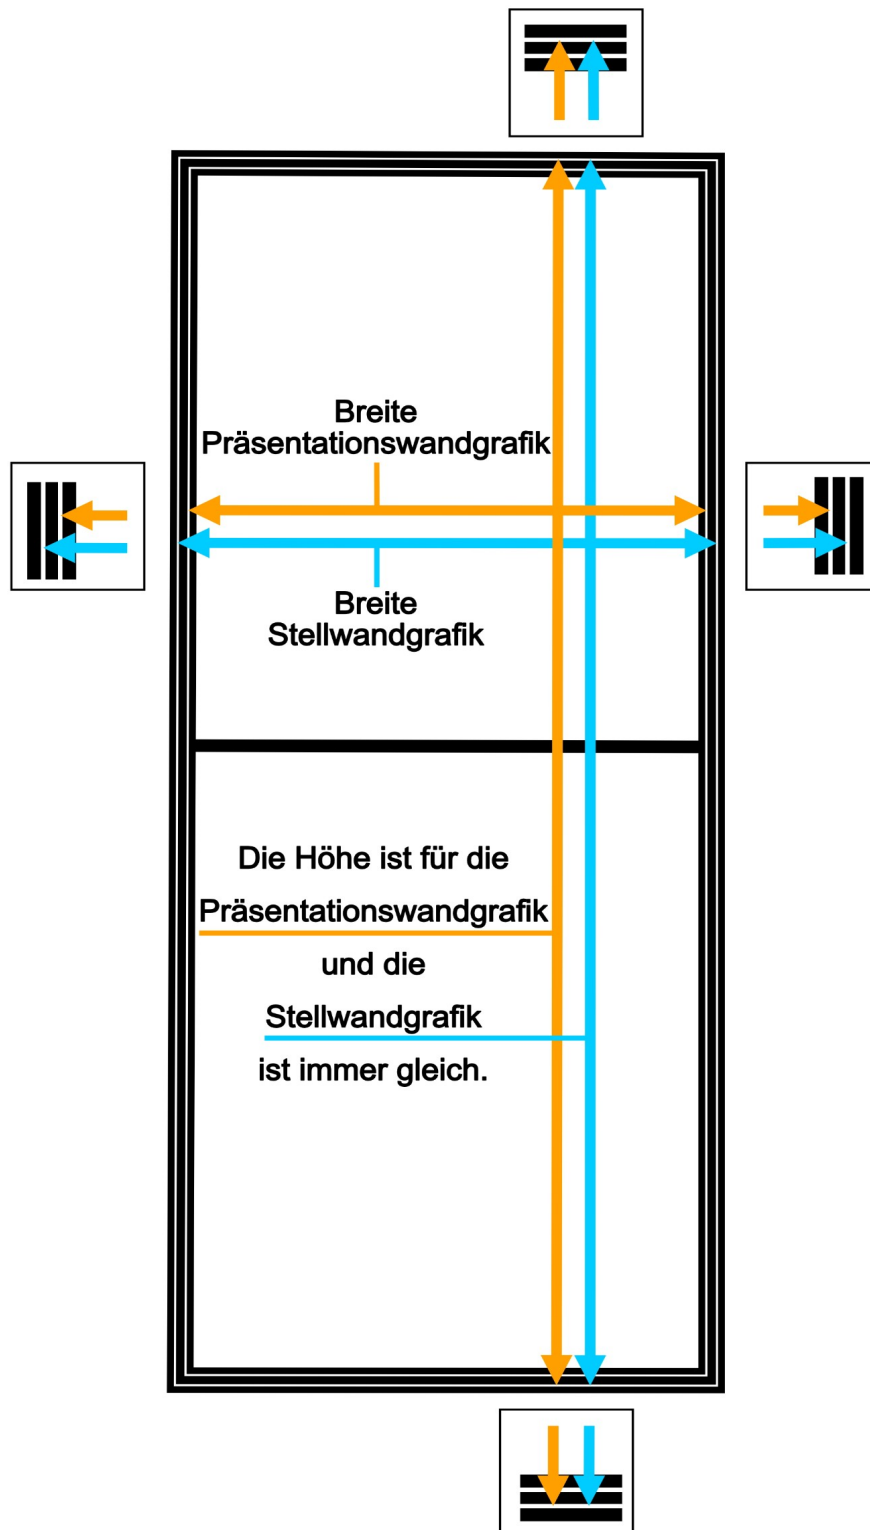 Breite
Präsentationswandgrafik
Breite
Stellwandgrafik
Die Höhe ist für die
Präsentationswandgrafik
und die
Stellwandgrafik
ist immer gleich.